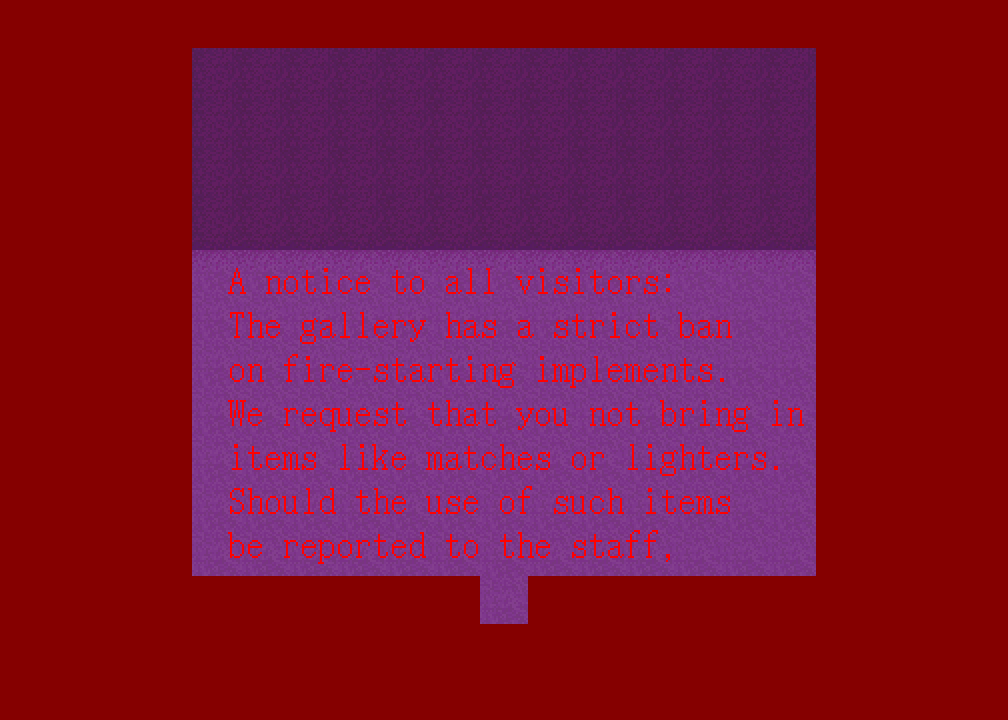 A notice to all visitors:
The gallery has a strict ban
on fire-starting implements.
We request that you not bring in
items like matches or lighters.
Should the use of such items
be reported to the staff,